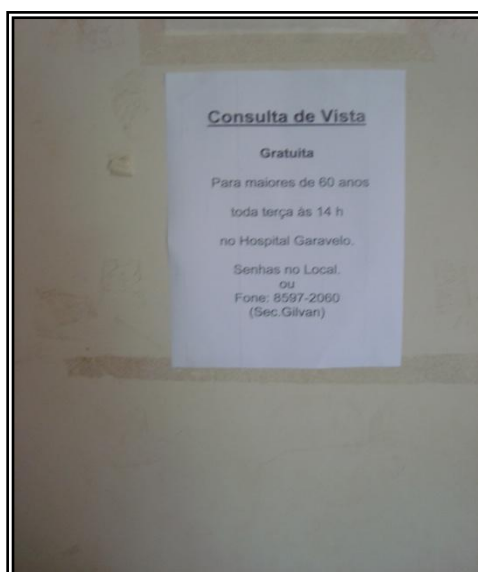 Consulta de Vista
Gratuita
Para maiores de 60 anos
toda terça às 14 h
no Hospital Garavelo.
Senhas no Local.
ou
Fone: 8597-2060
(Sec.Gilvan)